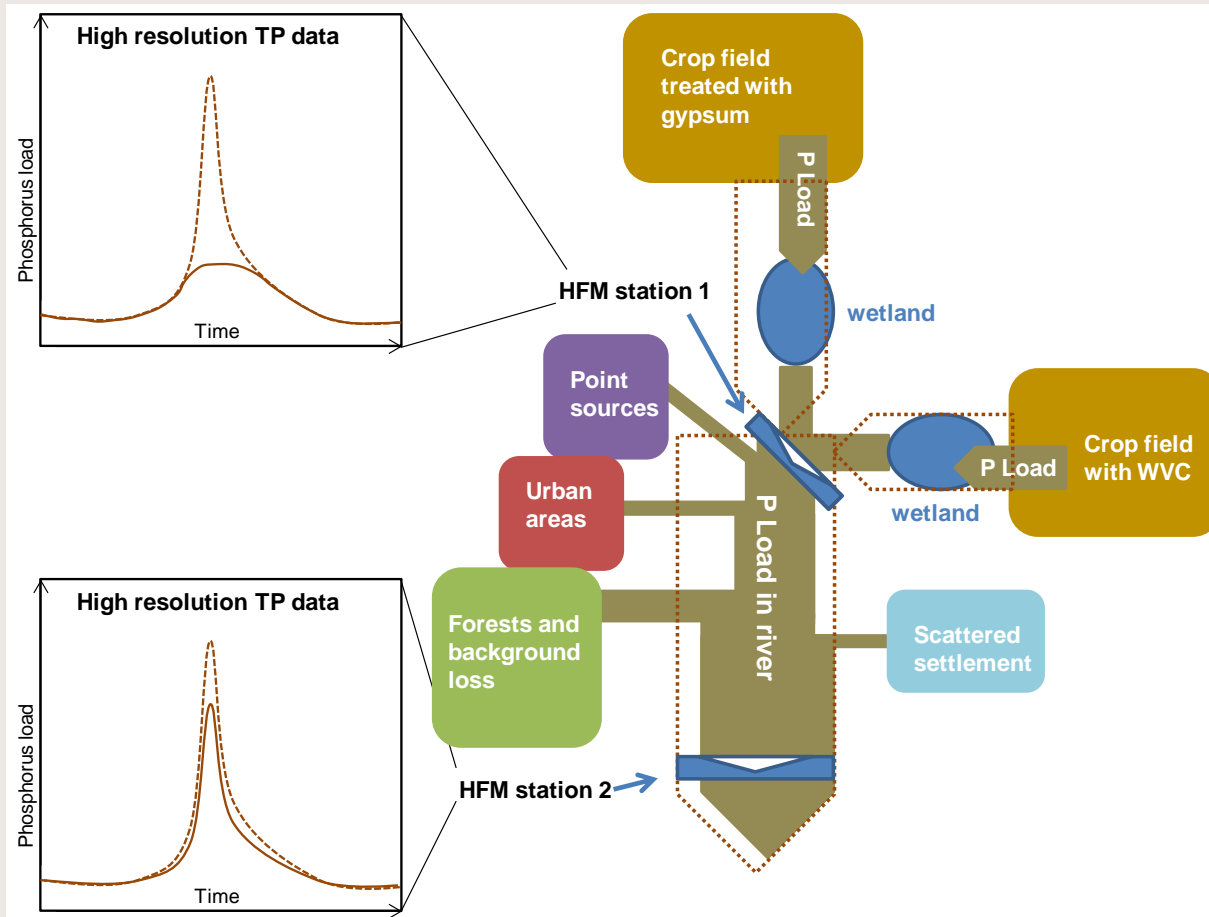 High resolution TP data
Phosphorus load
Time
Crop field
treated with
gypsum
P Load
HFM station 1
wetland
Point
sources
Crop field
with WVC
P Load
wetland
Urban
areas
P Load in river
High resolution TP data
Phosphorus load
Time
Forests and
background
loss
Scattered
settlement
HFM station 2